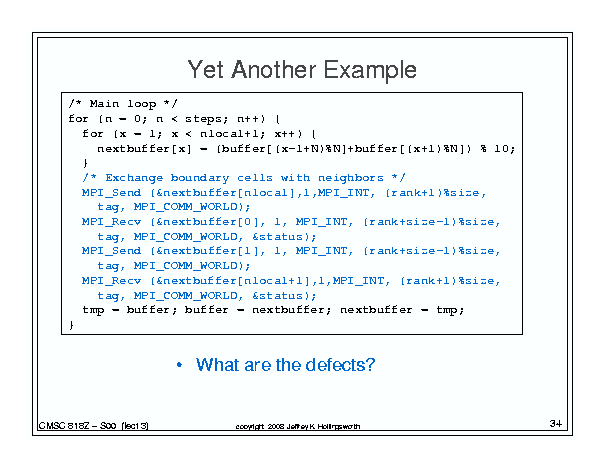 Yet Another Example
/* Main loop */
for (n = 0; n < steps; n++) {
for (x = 1; x < nlocal+1; x++) {
nextbuffer[x] = (buffer[(x-1+N)%N]+buffer[(x+1)%N]) % 10;
}
/* Exchange boundary cells with neighbors */
MPI_Send (&nextbuffer[nlocal],1,MPI_INT, (rank+1)%size,
tag, MPI_COMM_WORLD);
MPI_Recv (&nextbuffer[0], 1, MPI_INT, (rank+size-1)%size,
tag, MPI_COMM_WORLD, &status);
MPI_Send (&nextbuffer[1], 1, MPI_INT, (rank+size-1)%size,
tag, MPI_COMM_WORLD);
MPI_Recv (&nextbuffer[nlocal+1],1,MPI_INT, (rank+1)%size,
tag, MPI_COMM_WORLD, &status);
tmp = buffer; buffer = nextbuffer; nextbuffer = tmp;
}
• What are the defects?
CMSC 818Z – S00 (lect13)
copyright 2008 Jeffrey K Hollingsworth
34